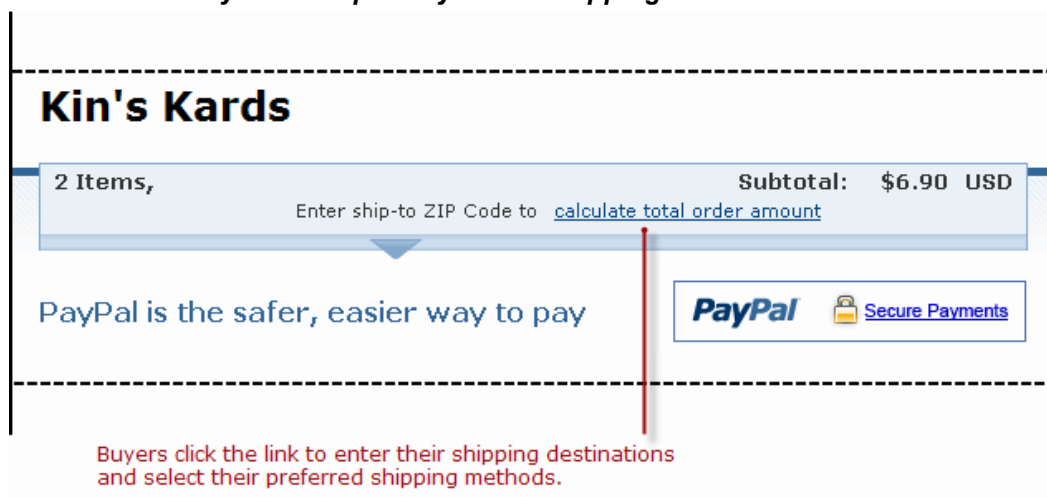 Kin's Kards
2 Items, Subtotal: $6.90 USD
Enter ship-to ZIP Code to calculate total order amount
PayPal is the safer, easier way to pay
PayPal Secure Payments
Buyers click the link to enter their shipping destinations
and select their preferred shipping methods.